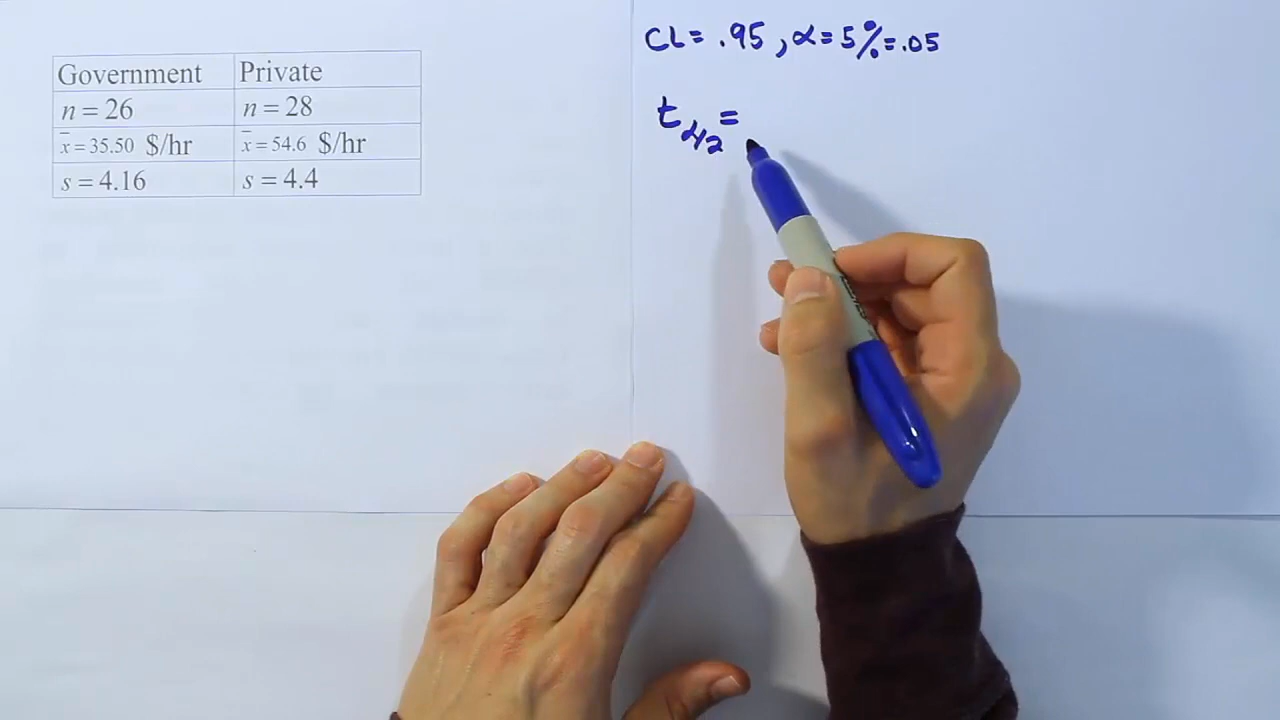 Government Private
n = 26 n = 28
x̄ = 35.50 $/hr x̄ = 54.6 $/hr
s = 4.16 s = 4.4
CL = .95 , α = 5% = .05
t α/2 =